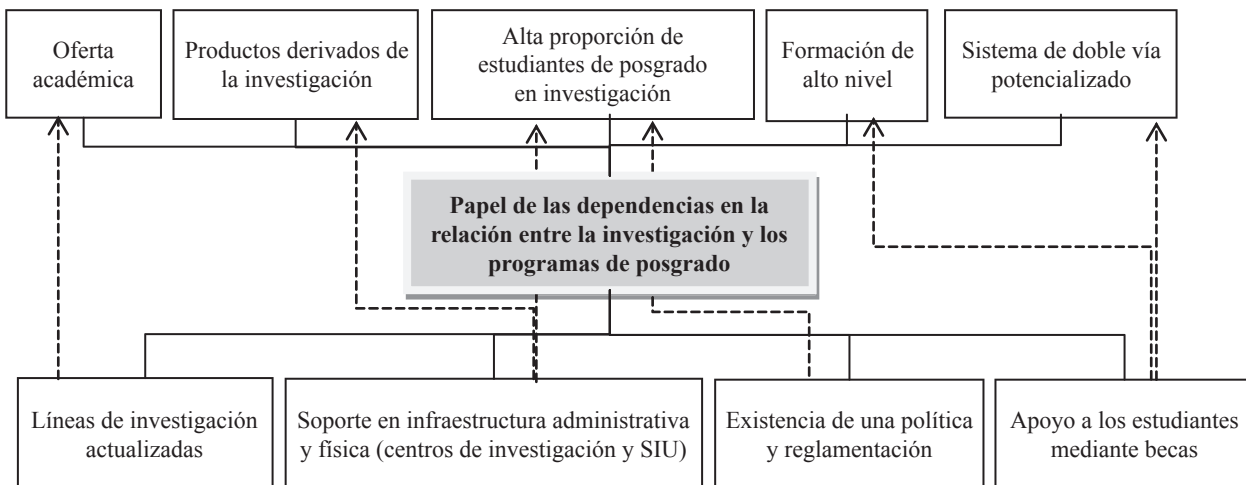 Oferta
académica
Productos derivados de
la investigación
Alta proporción de
estudiantes de posgrado
en investigación
Formación de
alto nivel
Sistema de doble vía
potencializado
Papel de las dependencias en la
relación entre la investigación y los
programas de posgrado
Líneas de investigación
actualizadas
Soporte en infraestructura administrativa
y física (centros de investigación y SIU)
Existencia de una política
y reglamentación
Apoyo a los estudiantes
mediante becas